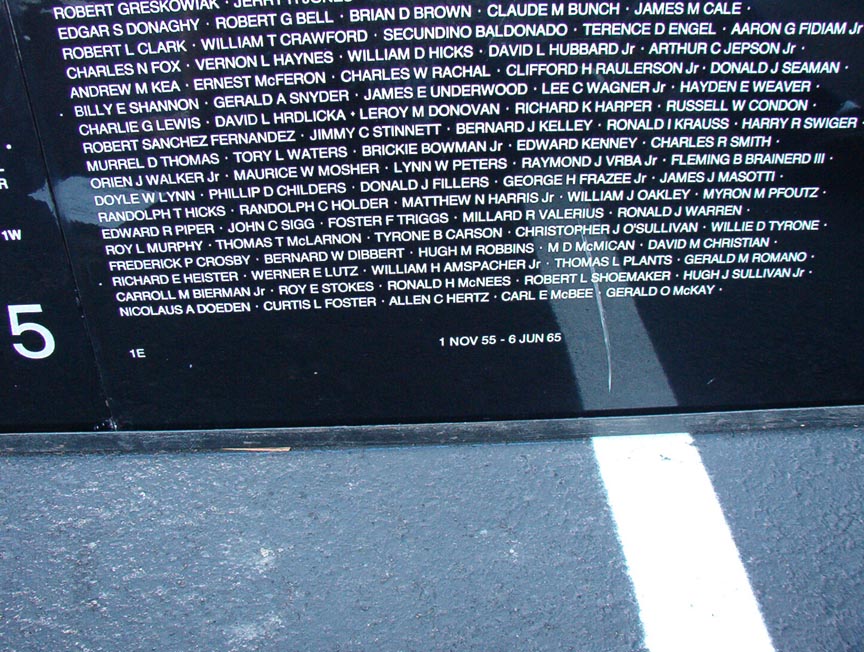 ROBERT GRESKOWIAK · JERRY H JONES
EDGAR S DONAGHY · ROBERT G BELL · BRIAN D BROWN · CLAUDE M BUNCH · JAMES M CALE ·
ROBERT L CLARK · WILLIAM T CRAWFORD · SECUNDINO BALDONADO · TERENCE D ENGEL · AARON G FIDIAM Jr
CHARLES N FOX · VERNON L HAYNES · WILLIAM D HICKS · DAVID L HUBBARD Jr · ARTHUR C JEPSON Jr ·
ANDREW M KEA · ERNEST McFERON · CHARLES W RACHAL · CLIFFORD H RAULERSON Jr · DONALD J SEAMAN ·
· BILLY E SHANNON · GERALD A SNYDER · JAMES E UNDERWOOD · LEE C WAGNER Jr · HAYDEN E WEAVER ·
CHARLIE G LEWIS · DAVID L HRDLICKA · LEROY M DONOVAN · RICHARD K HARPER · RUSSELL W CONDON ·
ROBERT SANCHEZ FERNANDEZ · JIMMY C STINNETT · BERNARD J KELLEY · RONALD I KRAUSS · HARRY R SWIGER ·
MURREL D THOMAS · TORY L WATERS · BRICKIE BOWMAN Jr · EDWARD KENNEY · CHARLES R SMITH ·
ORIEN J WALKER Jr · MAURICE W MOSHER · LYNN W PETERS · RAYMOND J VRBA Jr · FLEMING B BRAINERD III ·
DOYLE W LYNN · PHILLIP D CHILDERS · DONALD J FILLERS · GEORGE H FRAZEE Jr · JAMES J MASOTTI ·
RANDOLPH T HICKS · RANDOLPH C HOLDER · MATTHEW N HARRIS Jr · WILLIAM J OAKLEY · MYRON M PFOUTZ ·
EDWARD R PIPER · JOHN C SIGG · FOSTER F TRIGGS · MILLARD R VALERIUS · RONALD J WARREN ·
ROY L MURPHY · THOMAS T McLARNON · TYRONE B CARSON · CHRISTOPHER J O'SULLIVAN · WILLIE D TYRONE ·
FREDERICK P CROSBY · BERNARD W DIBBERT · HUGH M ROBBINS · M D McMICAN · DAVID M CHRISTIAN ·
· RICHARD E HEISTER · WERNER E LUTZ · WILLIAM H AMSPACHER Jr · THOMAS L PLANTS · GERALD M ROMANO ·
CARROLL M BIERMAN Jr · ROY E STOKES · RONALD H McNEES · ROBERT L SHOEMAKER · HUGH J SULLIVAN Jr ·
NICOLAUS A DOEDEN · CURTIS L FOSTER · ALLEN C HERTZ · CARL E McBEE · GERALD O McKAY ·
1 NOV 55 - 6 JUN 65
1E
1W
5